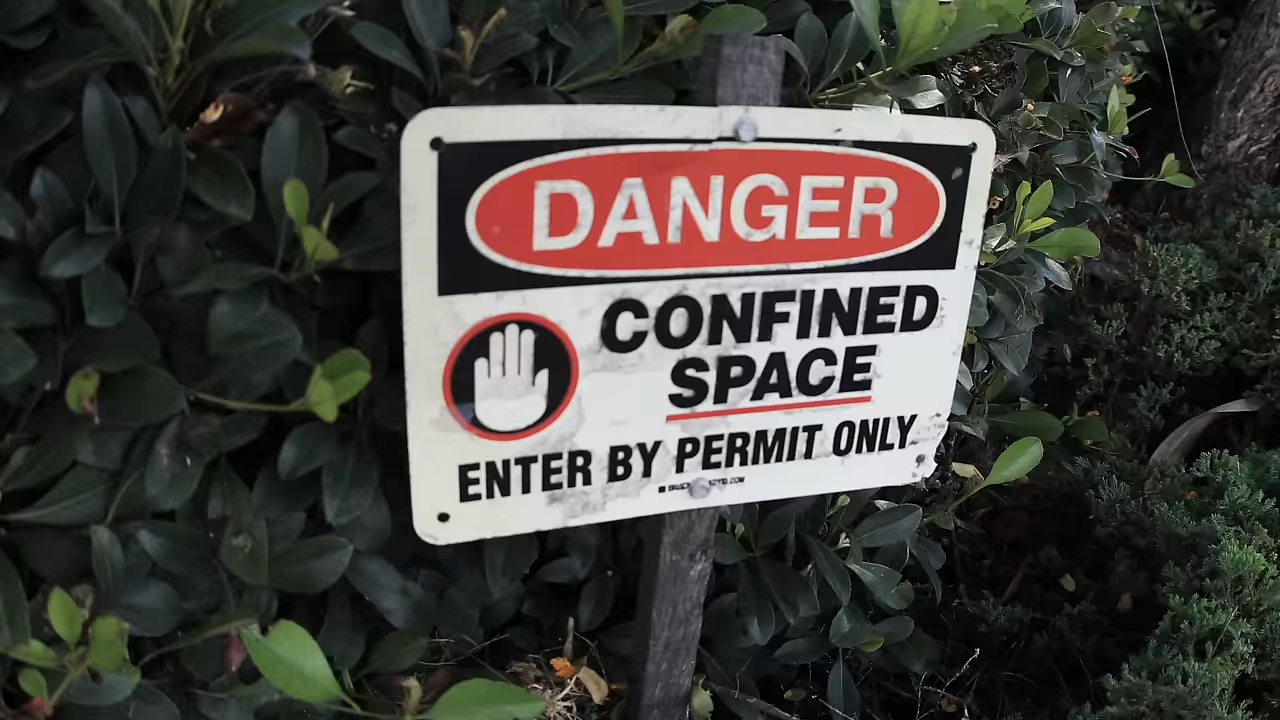 DANGER
CONFINED
SPACE
ENTER BY PERMIT ONLY